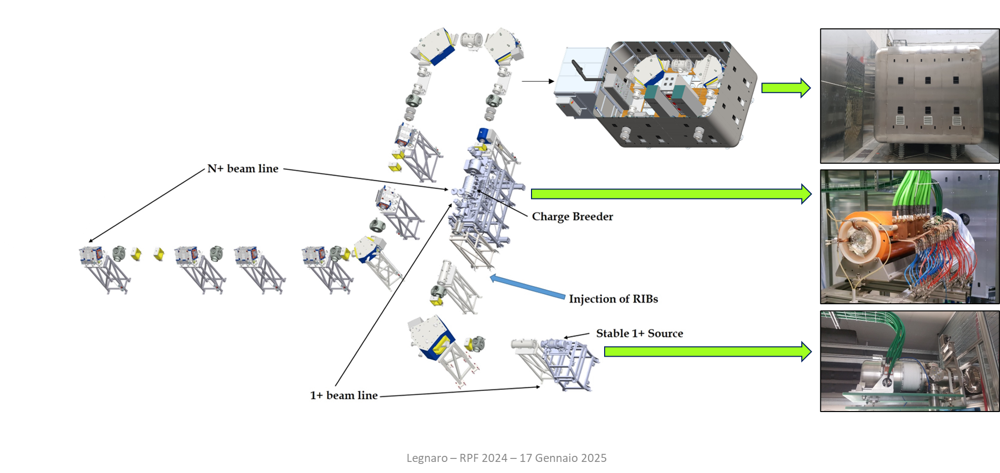 N+ beam line
Charge Breeder
Injection of RIBs
Stable 1+ Source
1+ beam line
Legnaro – RPF 2024 – 17 Gennaio 2025